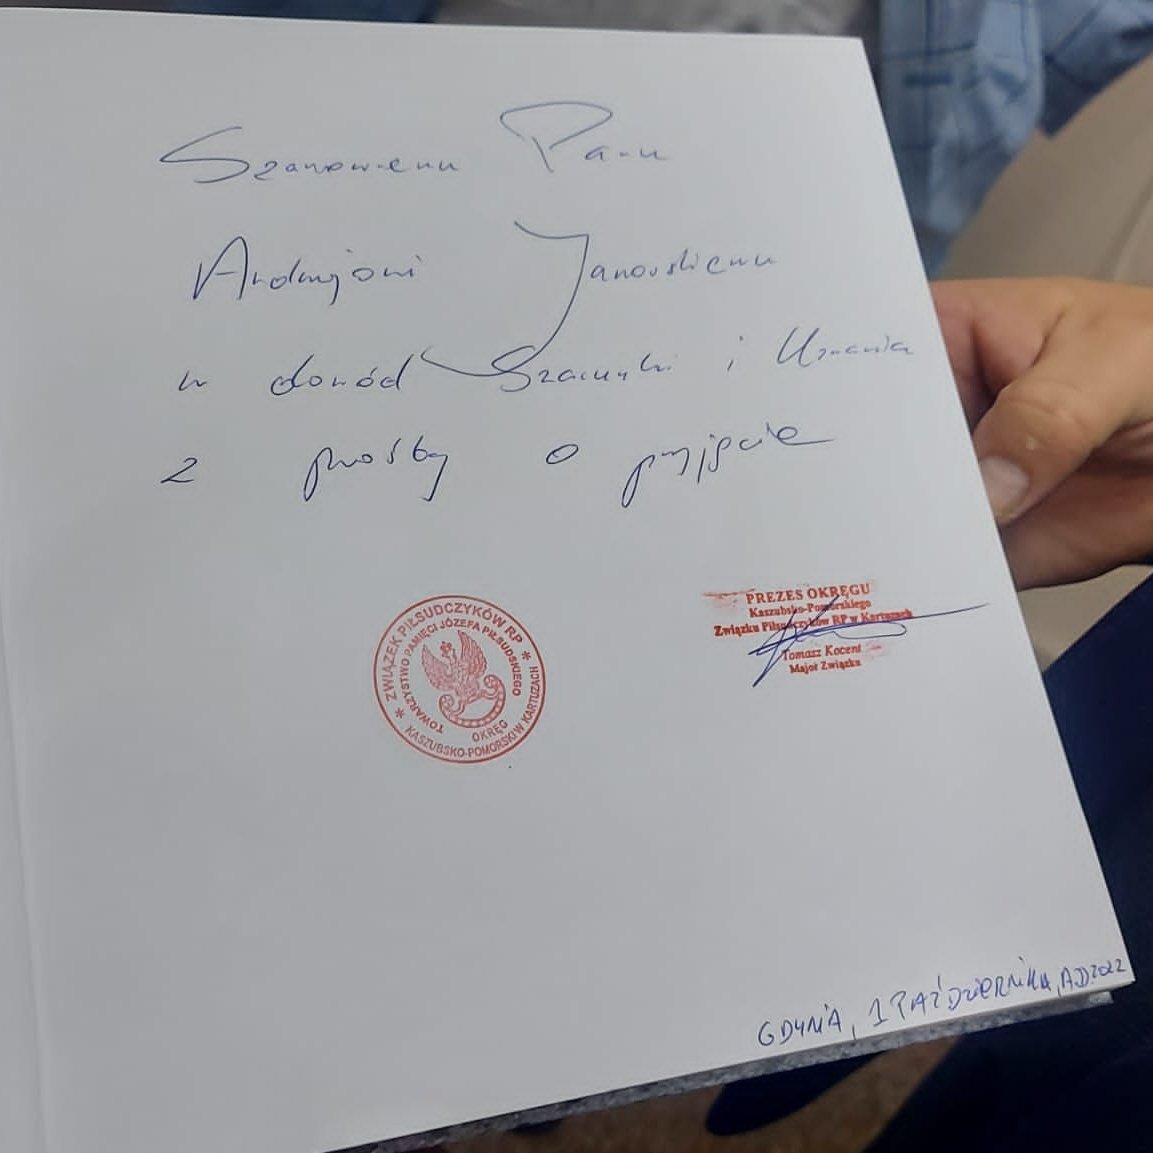 Szanownemu Panu
Andrzejowi Janowskiemu
w dowód Szacunku i Uznania
z prośbą o przyjęcie
* ZWIĄZEK PIŁSUDCZYKÓW RP *
TOWARZYSTWO PAMIĘCI JÓZEFA PIŁSUDSKIEGO
OKRĘG
KASZUBSKO-POMORSKI W KARTUZACH
PREZES OKRĘGU
Kaszubsko-Pomorskiego
Związku Piłsudczyków RP w Kartuzach
Tomasz Kocent
Major Związku
GDYNIA, 1 PAŹDZIERNIKA, A.D. 2022